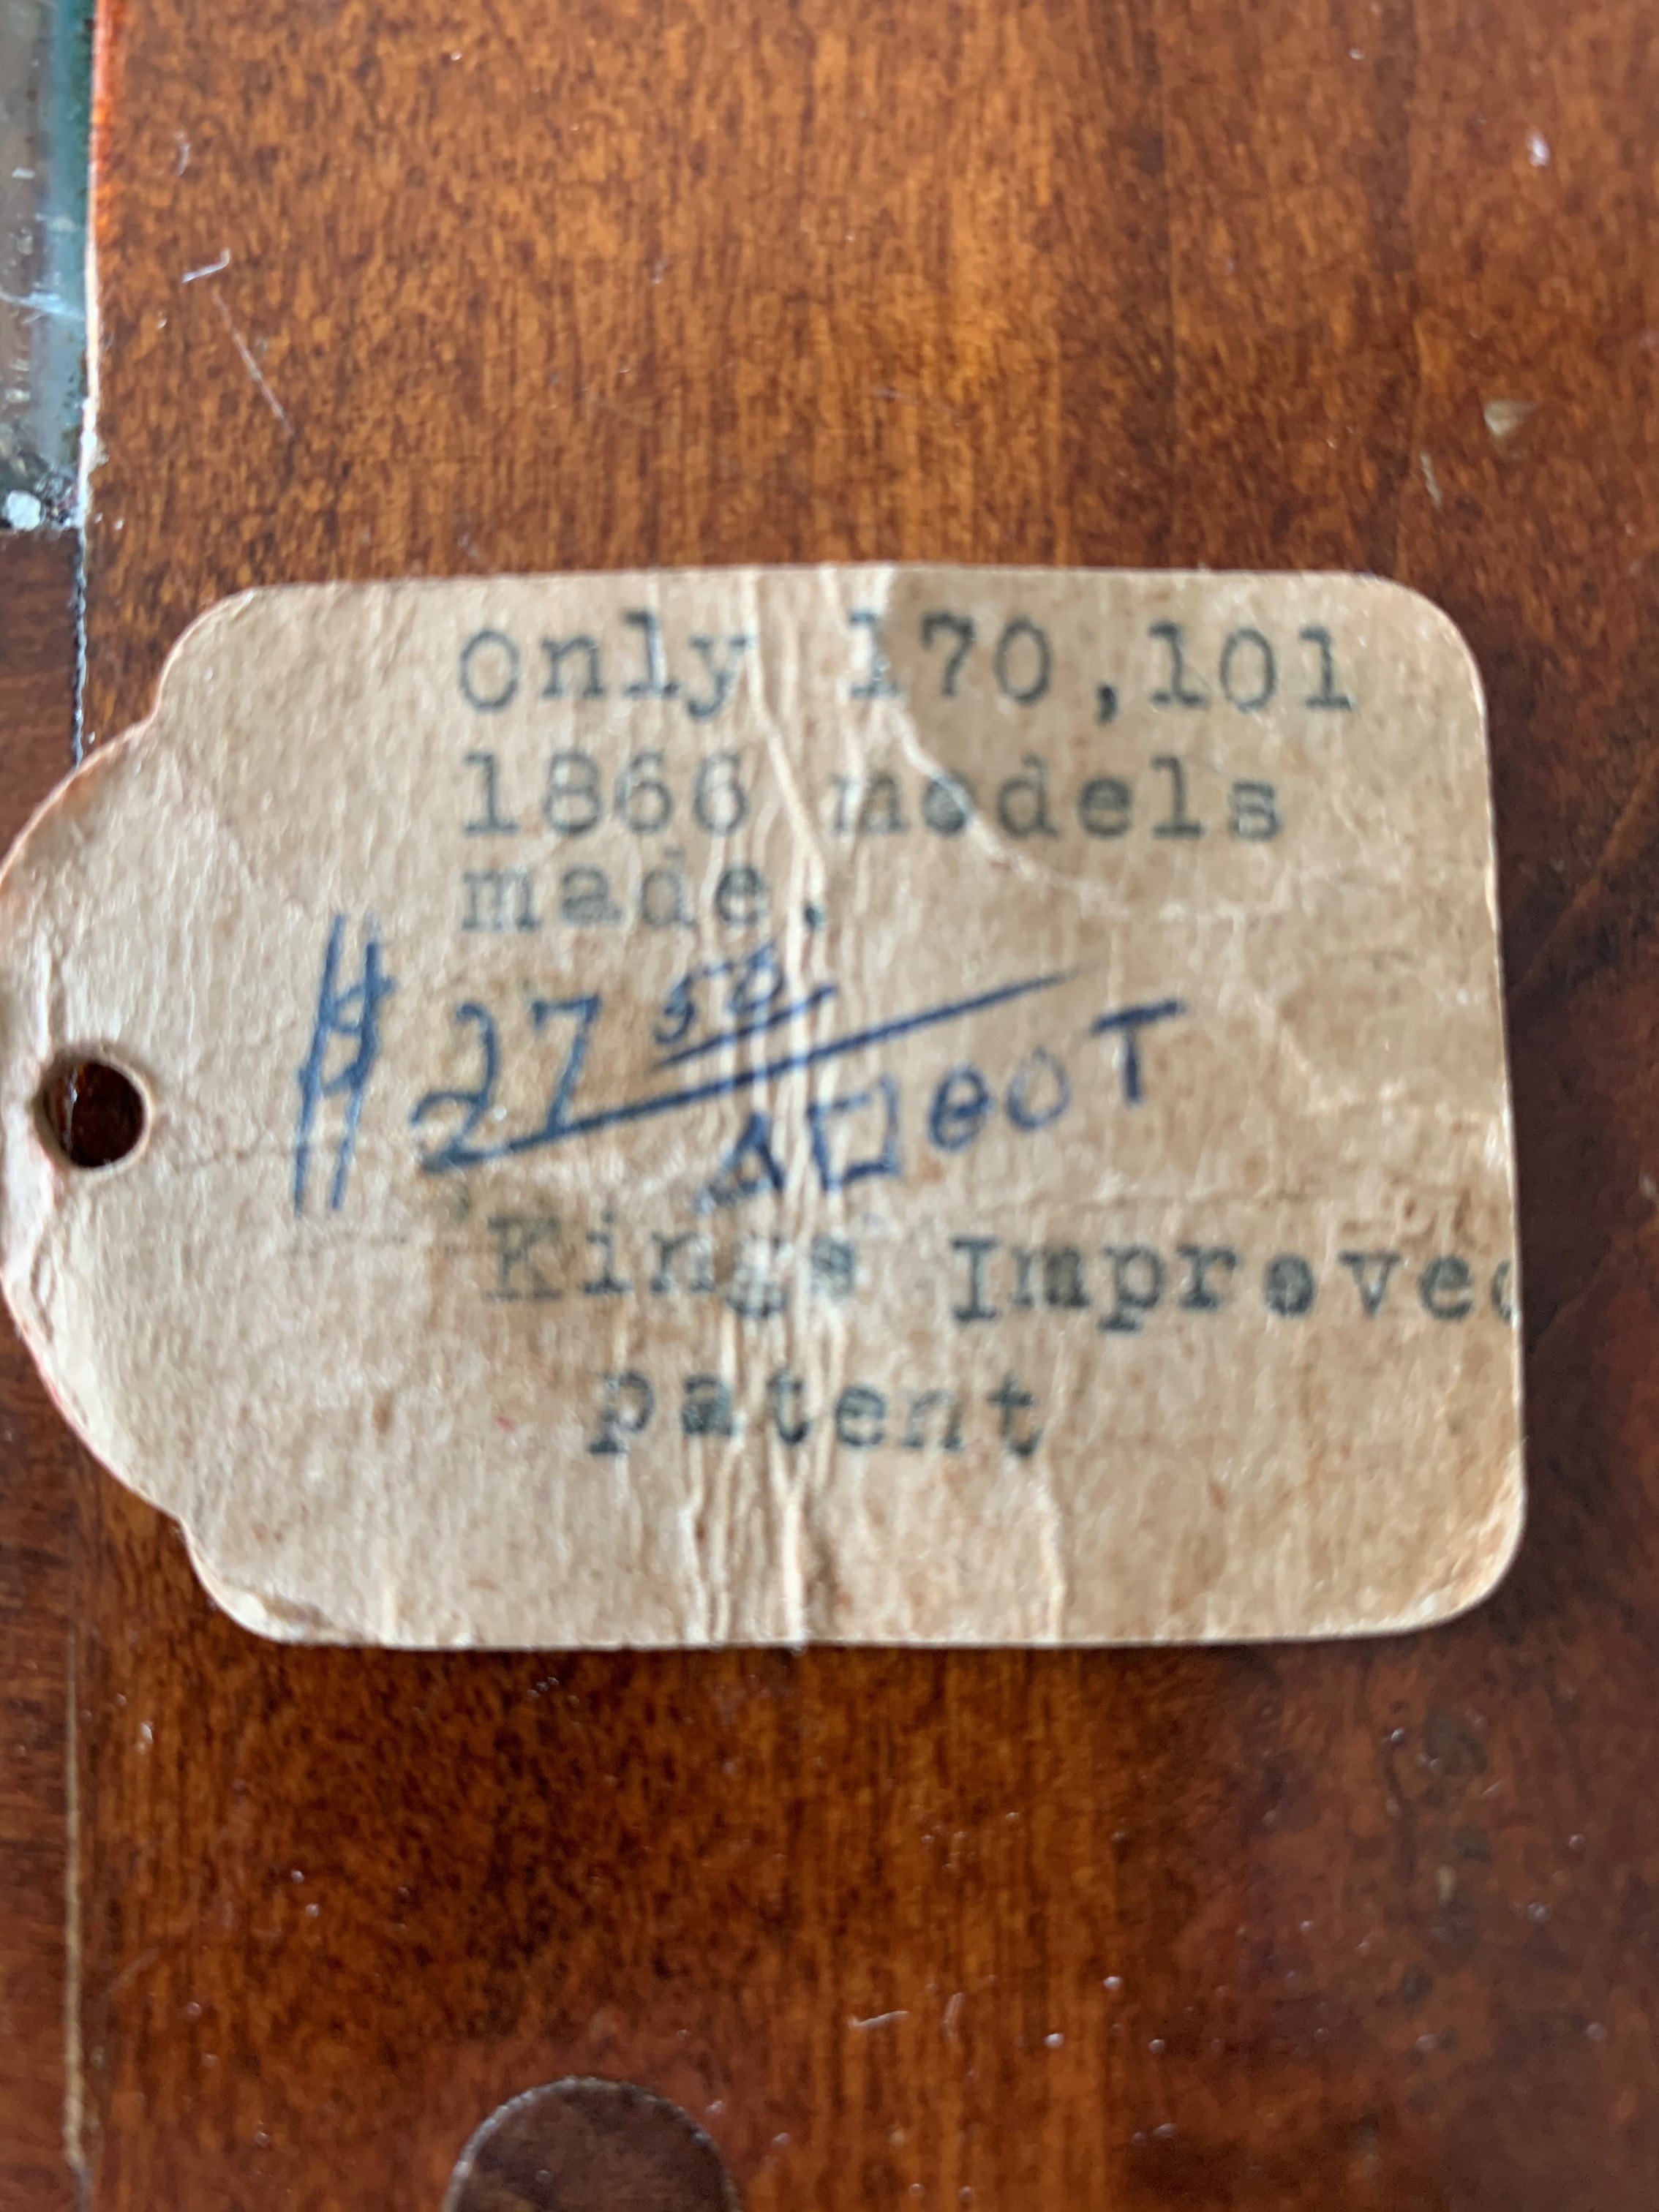 Only 170,101
1866 models
made.
$27 50
Kings Improved
patent